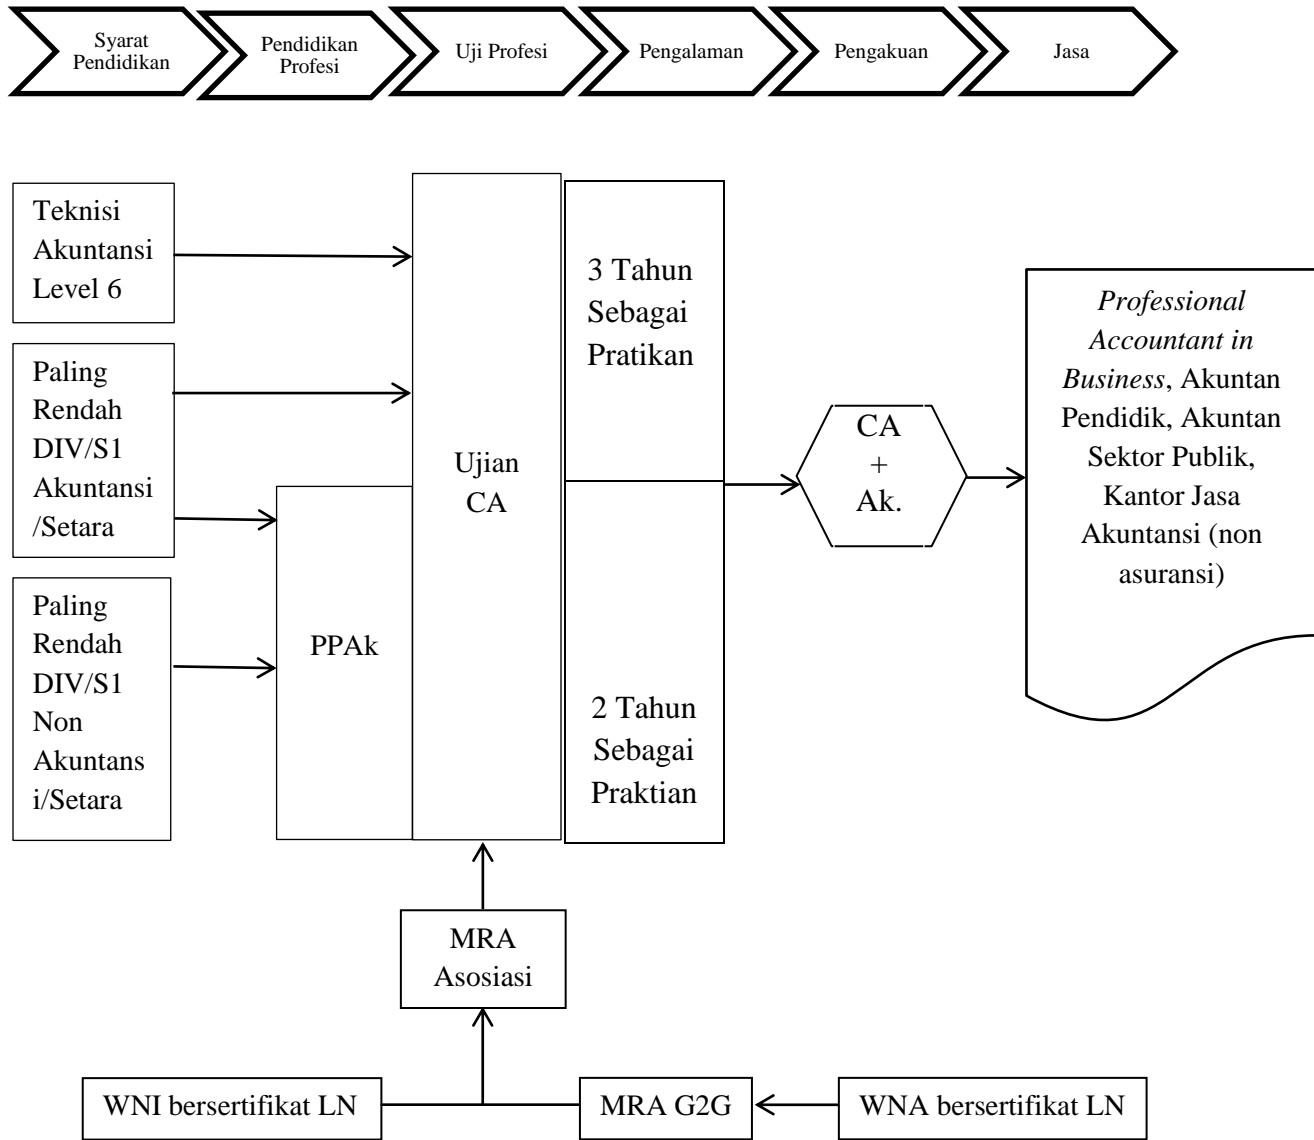 Syarat
Pendidikan
Pendidikan
Profesi
Uji Profesi
Pengalaman
Pengakuan
Jasa
Teknisi
Akuntansi
Level 6
Paling
Rendah
DIV/S1
Akuntansi
/Setara
Paling
Rendah
DIV/S1
Non
Akuntans
i/Setara
PPAk
Ujian
CA
3 Tahun
Sebagai
Pratikan
2 Tahun
Sebagai
Praktian
CA
+
Ak.
Professional
Accountant in
Business, Akuntan
Pendidik, Akuntan
Sektor Publik,
Kantor Jasa
Akuntansi (non
asuransi)
MRA
Asosiasi
WNI bersertifikat LN
MRA G2G
WNA bersertifikat LN